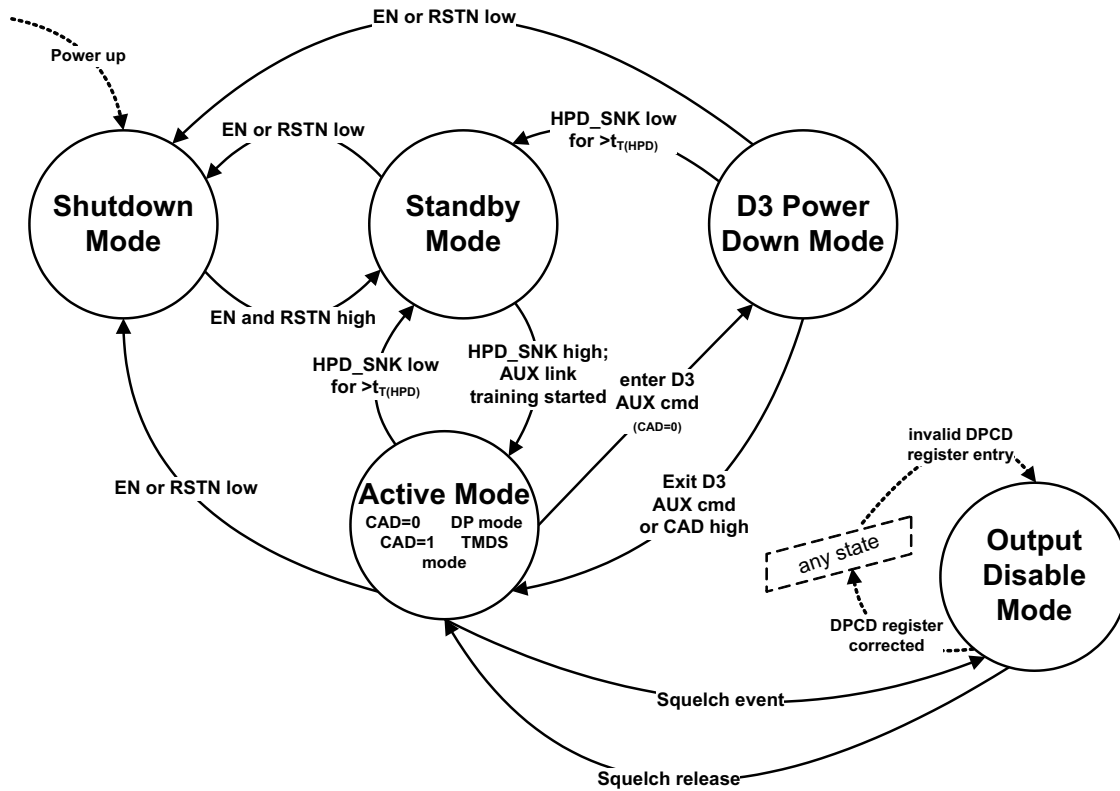 EN or RSTN low
Power up
EN or RSTN low
HPD_SNK low
for >tT(HPD)
Shutdown
Mode
Standby
Mode
D3 Power
Down Mode
EN and RSTN high
HPD_SNK low
for >tT(HPD)
HPD_SNK high;
AUX link
training started
enter D3
AUX cmd
(CAD=0)
invalid DPCD
register entry
EN or RSTN low
Active Mode
CAD=0 DP mode
CAD=1 TMDS
mode
Exit D3
AUX cmd
or CAD high
any state
Output
Disable
Mode
DPCD register
corrected
Squelch event
Squelch release